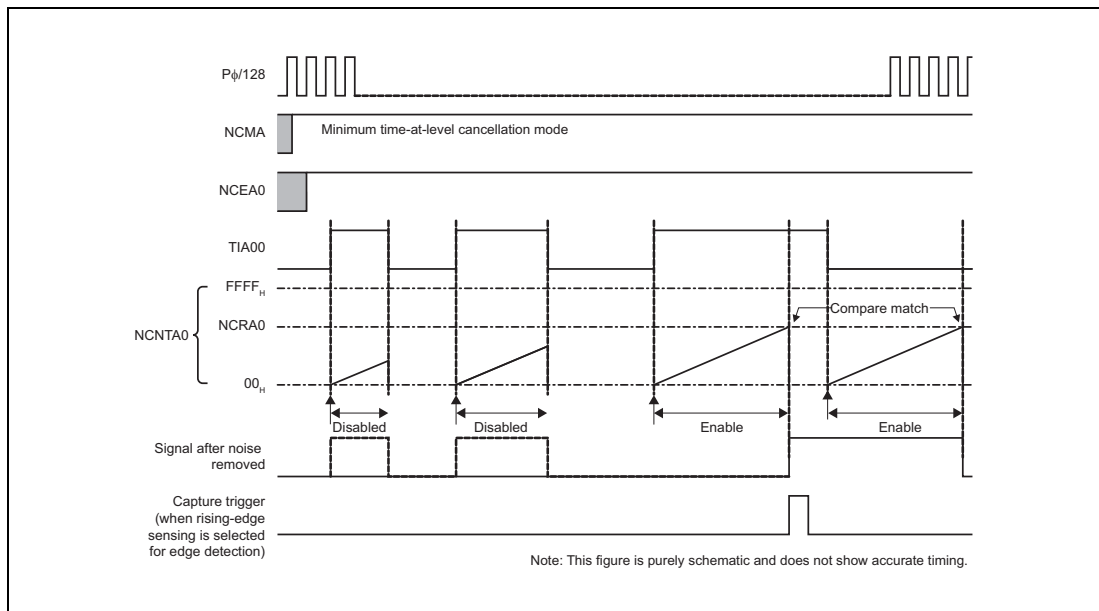 Pϕ/128
NCMA
Minimum time-at-level cancellation mode
NCEA0
TIA00
FFFFH
NCNTA0
NCRA0
Compare match
00H
Disabled
Disabled
Enable
Enable
Signal after noise
removed
Capture trigger
(when rising-edge
sensing is selected
for edge detection)
Note: This figure is purely schematic and does not show accurate timing.